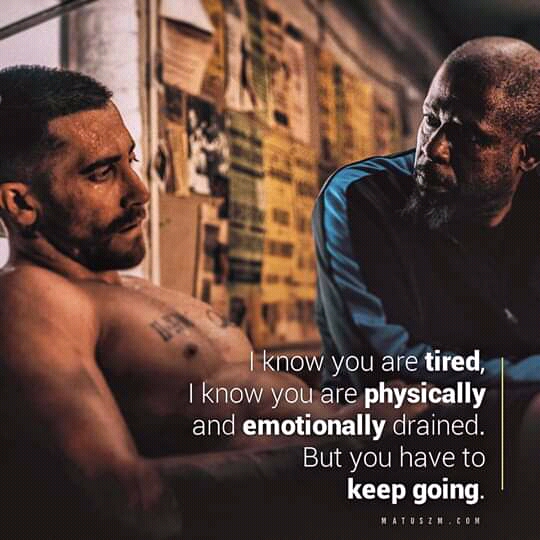 I know you are tired,
I know you are physically
and emotionally drained.
But you have to
keep going.
MATUSZM.COM